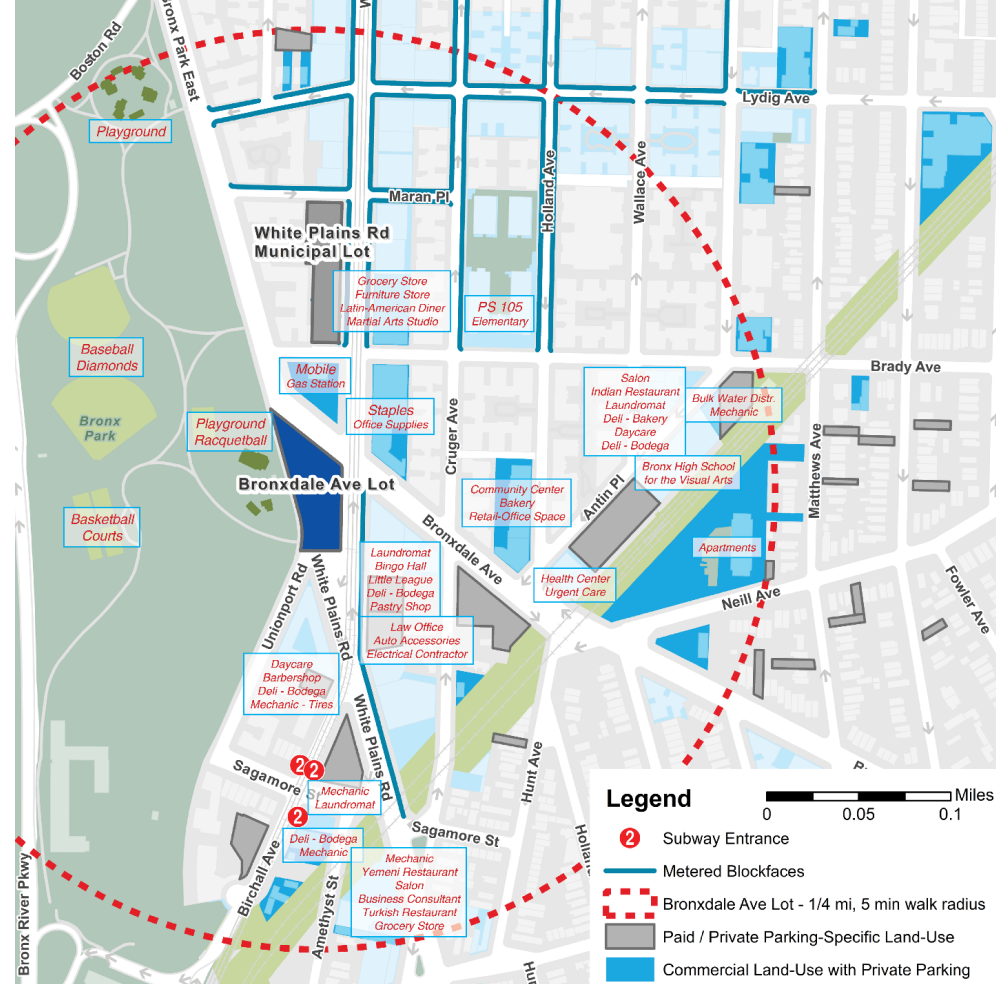 Boston Rd
Bronx Park East
W
Playground
Lydig Ave
Maran Pl
Holland Ave
Wallace Ave
White Plains Rd
Municipal Lot
Grocery Store
Furniture Store
Latin-American Diner
Martial Arts Studio
PS 105
Elementary
Baseball
Diamonds
Bronx
Park
Mobile
Gas Station
Brady Ave
Staples
Office Supplies
Cruger Ave
Salon
Indian Restaurant
Laundromat
Deli - Bakery
Daycare
Deli - Bodega
Bulk Water Distr.
Mechanic
Playground
Racquetball
Bronxdale Ave Lot
Bronx High School
for the Visual Arts
Matthews Ave
Antin Pl
Community Center
Bakery
Retail-Office Space
Basketball
Courts
Bronxdale Ave
Apartments
Laundromat
Bingo Hall
Little League
Deli - Bodega
Pastry Shop
Health Center
Urgent Care
Neill Ave
Fowler Ave
Unionport Rd
White Plains Rd
Law Office
Auto Accessories
Electrical Contractor
Daycare
Barbershop
Deli - Bodega
Mechanic - Tires
White Plains Rd
Hunt Ave
2
2
Sagamore St
Mechanic
Laundromat
2
Sagamore St
Deli - Bodega
Mechanic
Birchall Ave
Amethyst St
Mechanic
Yemeni Restaurant
Salon
Business Consultant
Turkish Restaurant
Grocery Store
Bronx River Pkwy
Holland
Hun
Legend
Miles
0
0.05
0.1
2
Subway Entrance
Metered Blockfaces
Bronxdale Ave Lot - 1/4 mi, 5 min walk radius
Paid / Private Parking-Specific Land-Use
Commercial Land-Use with Private Parking